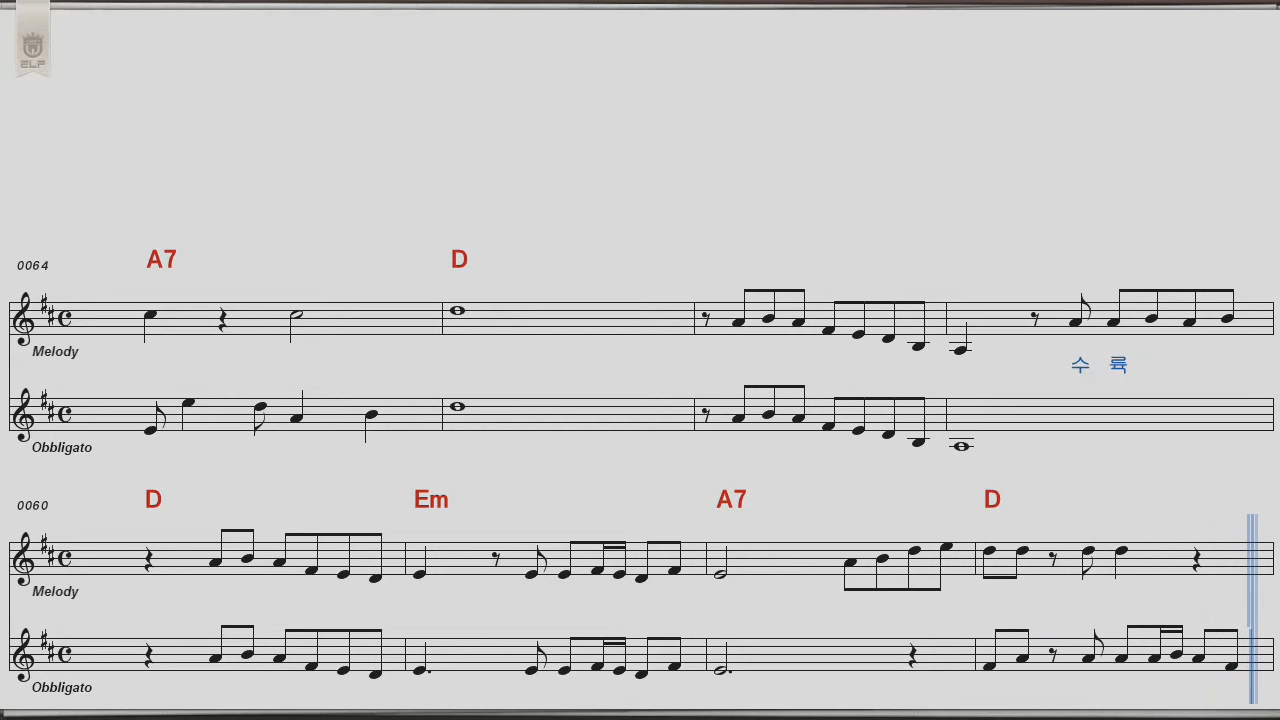 ELF
A7 D
0064
Melody
수 륙
Obbligato
D Em A7 D
0060
Melody
Obbligato